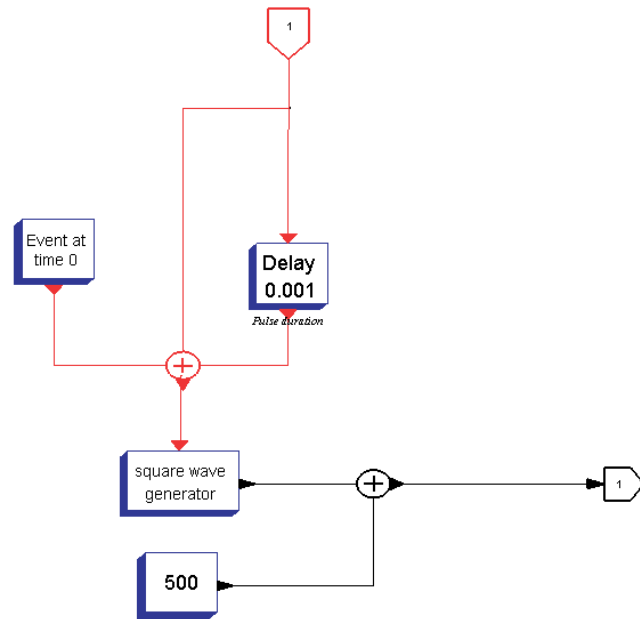 1
Event at
time 0
Delay
0.001
Pulse duration
square wave
generator
1
500